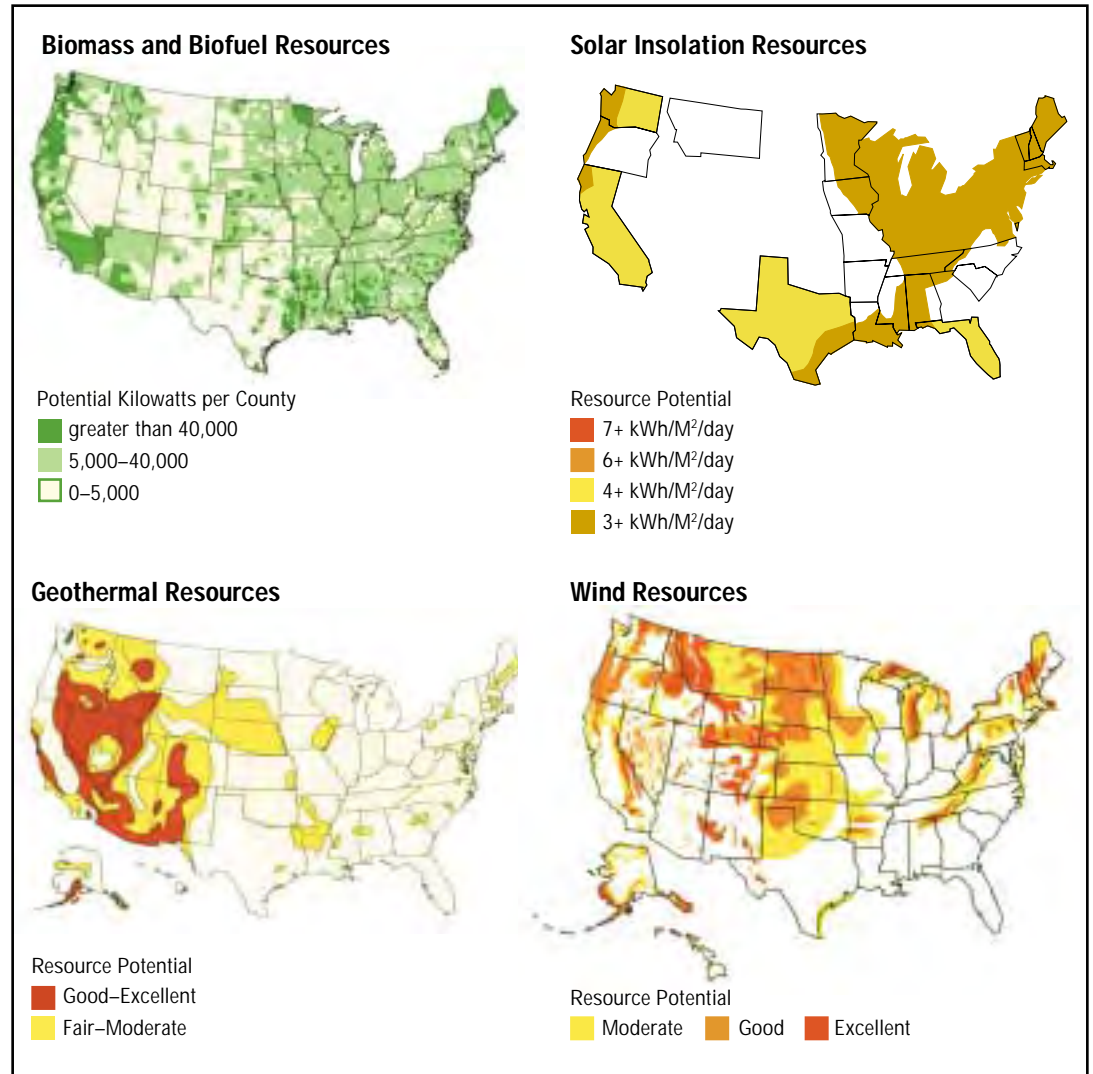 Biomass and Biofuel Resources
Potential Kilowatts per County
greater than 40,000
5,000–40,000
0–5,000
Solar Insolation Resources
Resource Potential
7+ kWh/M²/day
6+ kWh/M²/day
4+ kWh/M²/day
3+ kWh/M²/day
Geothermal Resources
Resource Potential
Good–Excellent
Fair–Moderate
Wind Resources
Resource Potential
Moderate Good Excellent